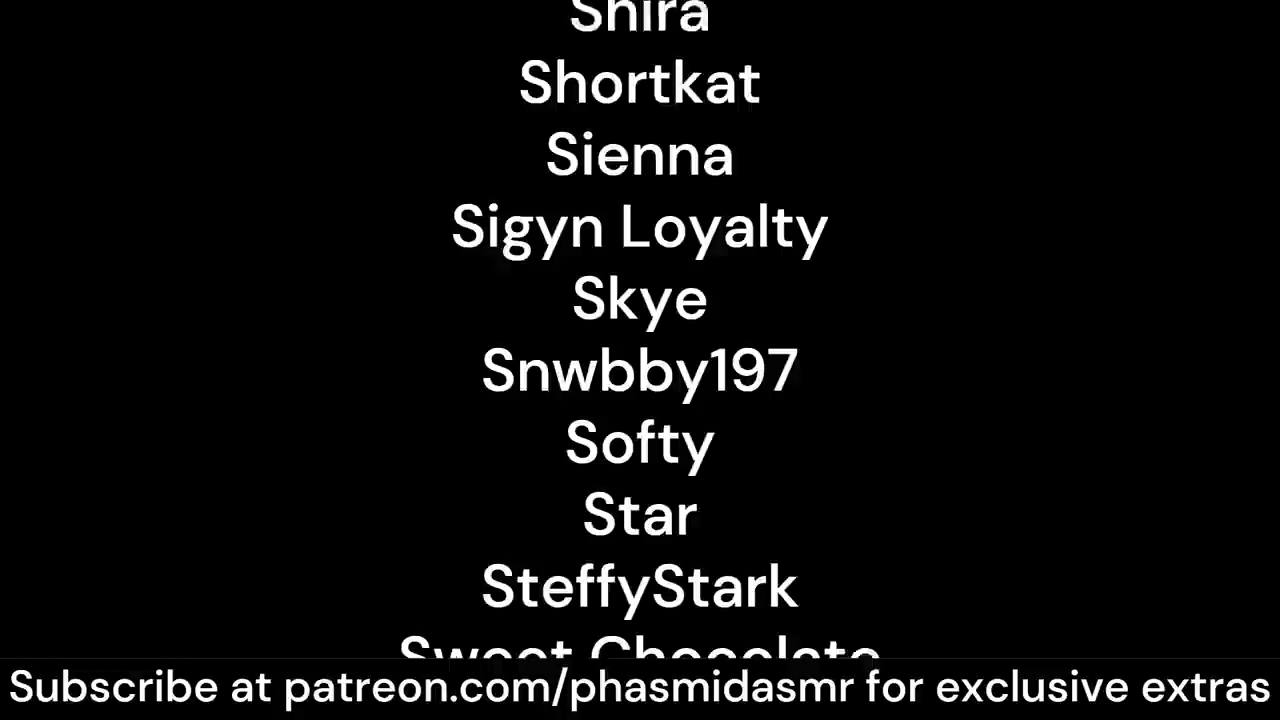 Shira
Shortkat
Sienna
Sigyn Loyalty
Skye
Snwbby197
Softy
Star
SteffyStark
Sweet Chocolate
Subscribe at patreon.com/phasmidasmr for exclusive extras